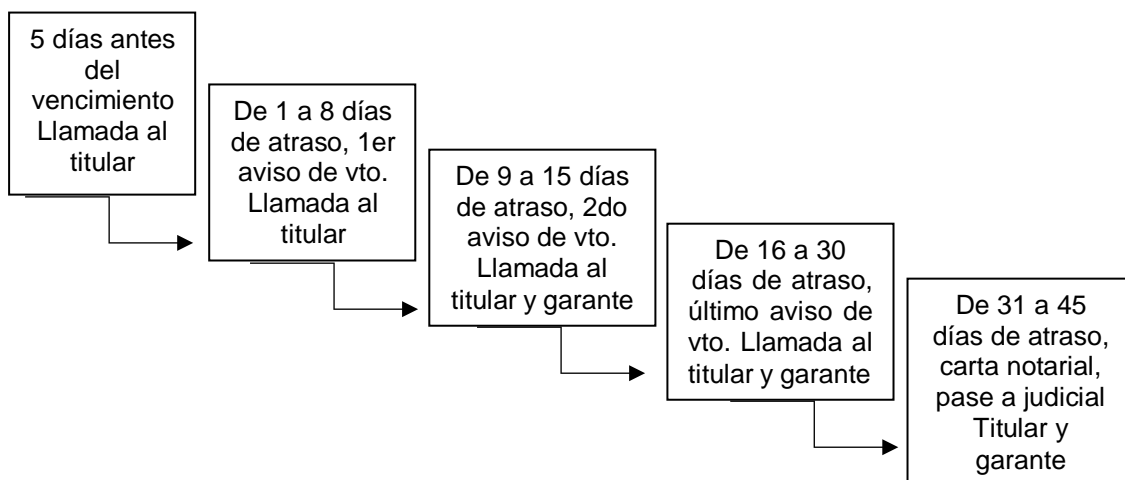 5 días antes
del
vencimiento
Llamada al
titular
De 1 a 8 días
de atraso, 1er
aviso de vto.
Llamada al
titular
De 9 a 15 días
de atraso, 2do
aviso de vto.
Llamada al
titular y garante
De 16 a 30
días de atraso,
último aviso de
vto. Llamada al
titular y garante
De 31 a 45
días de atraso,
carta notarial,
pase a judicial
Titular y
garante